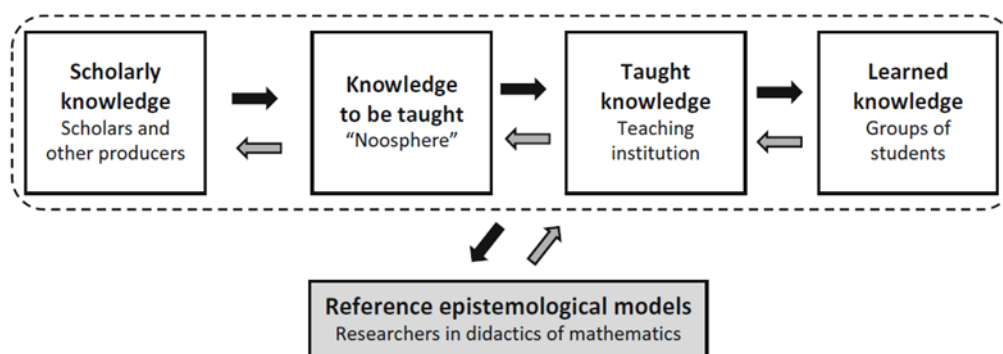 Scholarly
knowledge
Scholars and
other producers
Knowledge
to be taught
“Noosphere”
Taught
knowledge
Teaching
institution
Learned
knowledge
Groups of
students
Reference epistemological models
Researchers in didactics of mathematics